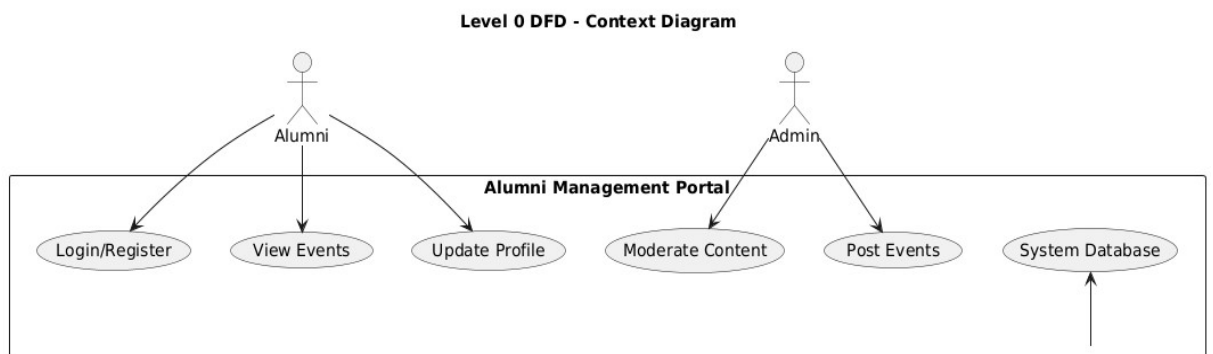 Level 0 DFD - Context Diagram
Alumni
Admin
Alumni Management Portal
Login/Register
View Events
Update Profile
Moderate Content
Post Events
System Database